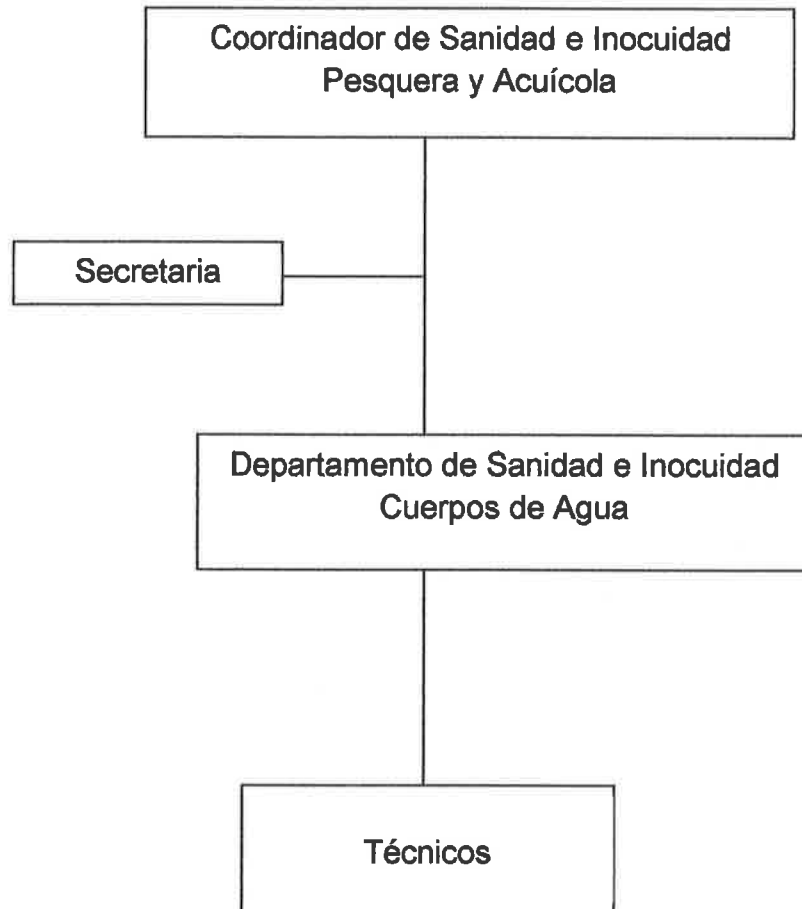 Coordinador de Sanidad e Inocuidad
Pesquera y Acuícola
Secretaria
Departamento de Sanidad e Inocuidad
Cuerpos de Agua
Técnicos